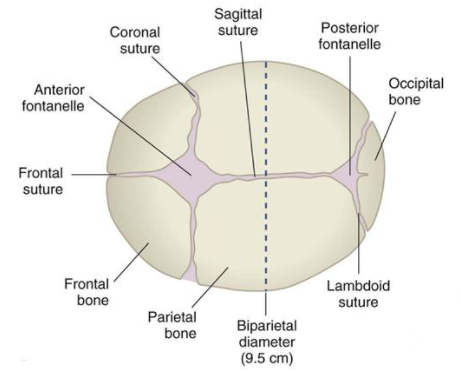 Sagittal
suture
Coronal
suture
Posterior
fontanelle
Anterior
fontanelle
Occipital
bone
Frontal
suture
Frontal
bone
Parietal
bone
Biparietal
diameter
(9.5 cm)
Lambdoid
suture